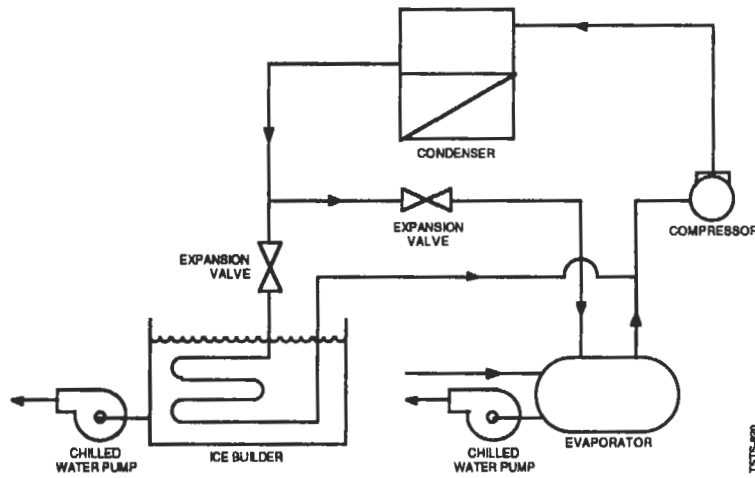 CONDENSER
COMPRESSOR
EXPANSION
VALVE
EXPANSION
VALVE
CHILLED
WATER PUMP
ICE BUILDER
CHILLED
WATER PUMP
EVAPORATOR